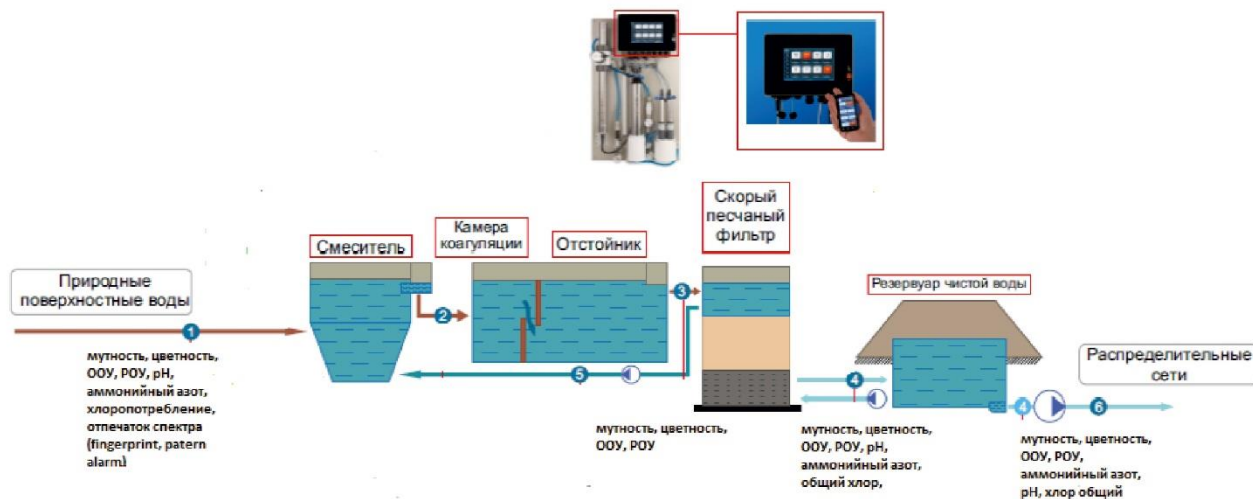 Скорый
песчаный
фильтр
Камера
коагуляции
Смеситель
Отстойник
Природные
поверхностные воды
Резервуар чистой воды
Распределительные
сети
1
2
3
5
4
4
6
мутность, цветность,
ООУ, РОУ, pH,
аммонийный азот,
хлоропотребление,
отпечаток спектра
(fingerprint, patern
alarm)
мутность, цветность,
ООУ, РОУ
мутность, цветность,
ООУ, РОУ, pH,
аммонийный азот,
общий хлор,
мутность, цветность,
ООУ, РОУ,
аммонийный азот,
pH, хлор общий